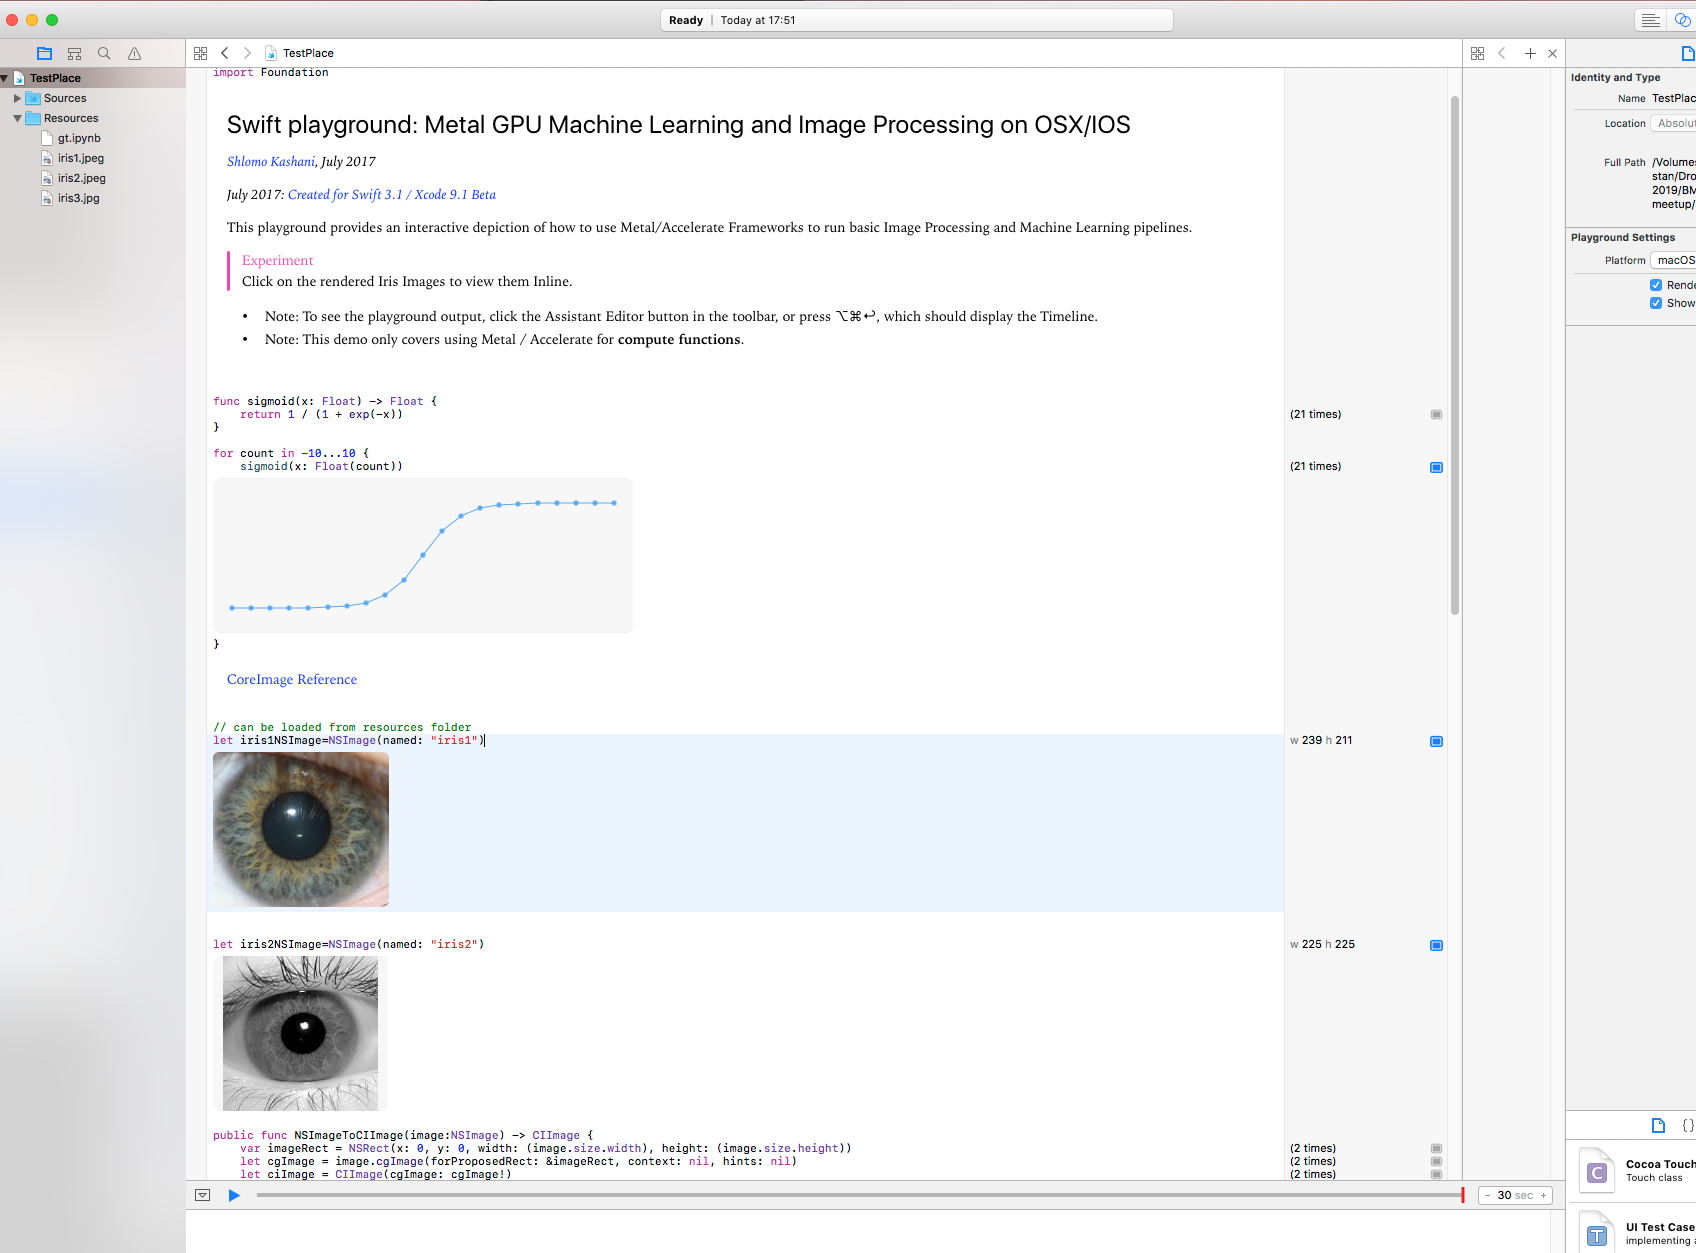 Ready | Today at 17:51
TestPlace
TestPlace
Sources
Resources
gt.ipynb
iris1.jpeg
iris2.jpeg
iris3.jpg
import Foundation
Swift playground: Metal GPU Machine Learning and Image Processing on OSX/IOS
Shlomo Kashani, July 2017
July 2017: Created for Swift 3.1 / Xcode 9.1 Beta
This playground provides an interactive depiction of how to use Metal/Accelerate Frameworks to run basic Image Processing and Machine Learning pipelines.
Experiment
Click on the rendered Iris Images to view them Inline.
• Note: To see the playground output, click the Assistant Editor button in the toolbar, or press ⌥⌘↩, which should display the Timeline.
• Note: This demo only covers using Metal / Accelerate for compute functions.
func sigmoid(x: Float) -> Float {
return 1 / (1 + exp(-x))
(21 times)
}
for count in -10...10 {
sigmoid(x: Float(count))
(21 times)
}
CoreImage Reference
// can be loaded from resources folder
let iris1NSImage=NSImage(named: "iris1")
w 239 h 211
let iris2NSImage=NSImage(named: "iris2")
w 225 h 225
public func NSImageToCIImage(image:NSImage) -> CIImage {
var imageRect = NSRect(x: 0, y: 0, width: (image.size.width), height: (image.size.height))
(2 times)
let cgImage = image.cgImage(forProposedRect: &imageRect, context: nil, hints: nil)
(2 times)
let ciImage = CIImage(cgImage: cgImage!)
(2 times)
- 30 sec +
Identity and Type
Name TestPlac
Location Absolut
Full Path /Volumes
stan/Dro
2019/BM
meetup/
Playground Settings
Platform macOS
Rende
Show
{}
C
Cocoa Touch
Touch class
T
UI Test Case
implementing a